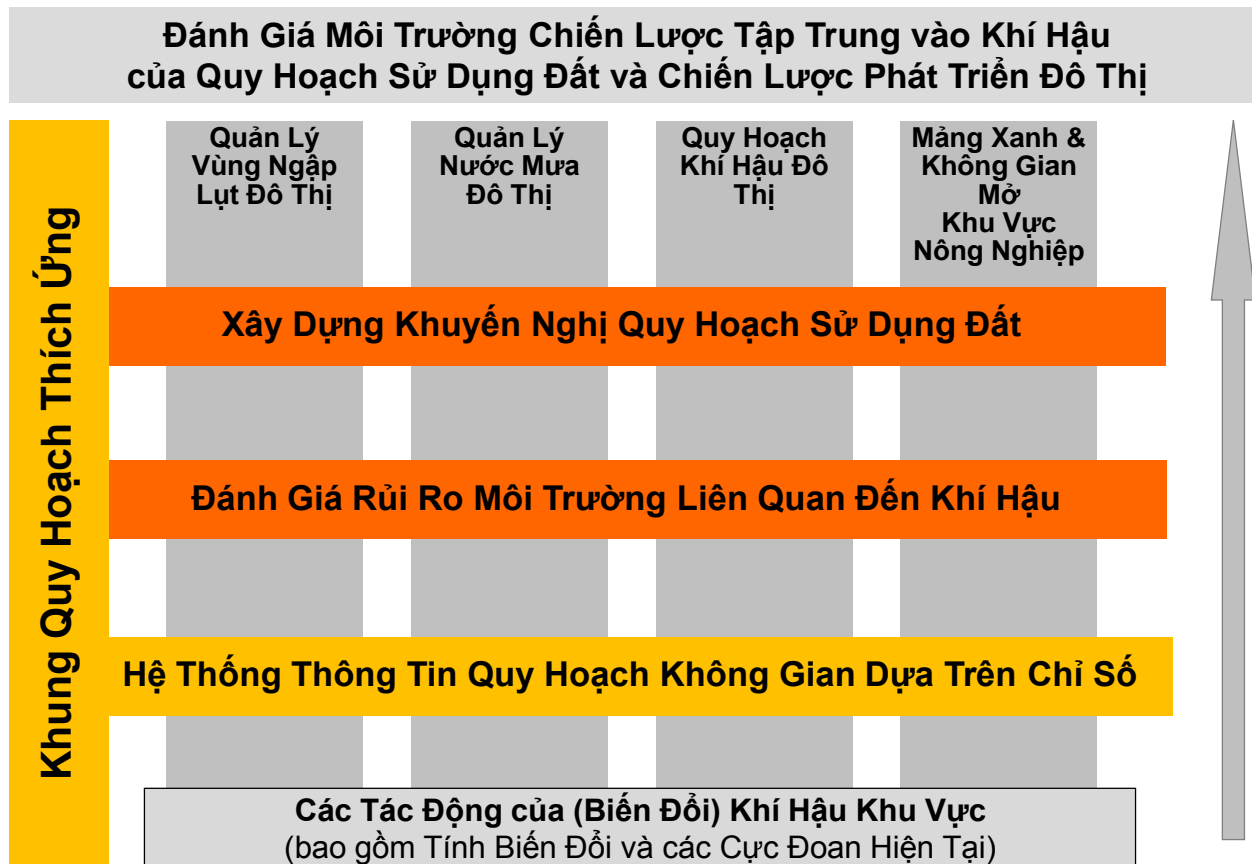 Đánh Giá Môi Trường Chiến Lược Tập Trung vào Khí Hậu
của Quy Hoạch Sử Dụng Đất và Chiến Lược Phát Triển Đô Thị
Khung Quy Hoạch Thích Ứng
Quản Lý
Vùng Ngập
Lụt Đô Thị
Quản Lý
Nước Mưa
Đô Thị
Quy Hoạch
Khí Hậu Đô
Thị
Mảng Xanh &
Không Gian
Mở
Khu Vực
Nông Nghiệp
Xây Dựng Khuyến Nghị Quy Hoạch Sử Dụng Đất
Đánh Giá Rủi Ro Môi Trường Liên Quan Đến Khí Hậu
Hệ Thống Thông Tin Quy Hoạch Không Gian Dựa Trên Chỉ Số
Các Tác Động của (Biến Đổi) Khí Hậu Khu Vực
(bao gồm Tính Biến Đổi và các Cực Đoan Hiện Tại)